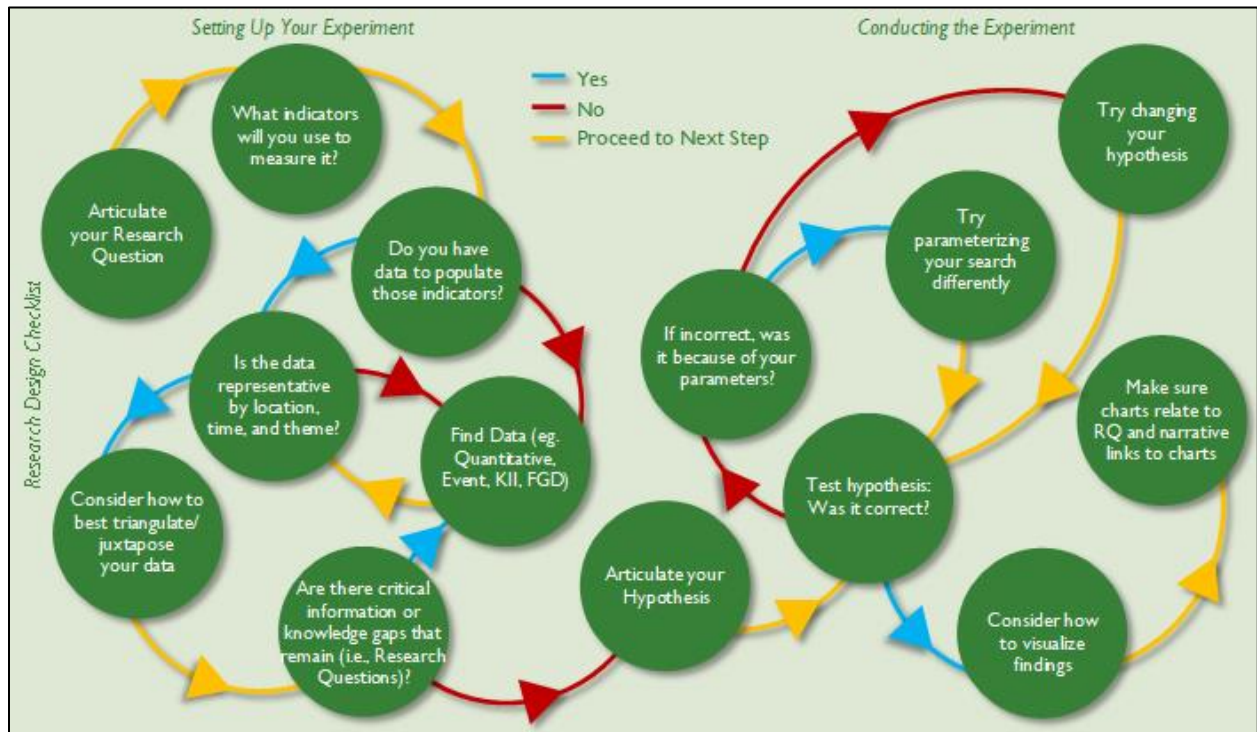 Setting Up Your Experiment
Conducting the Experiment
Yes
No
Proceed to Next Step
Research Design Checklist
Articulate
your Research
Question
What indicators
will you use to
measure it?
Do you have
data to populate
those indicators?
Is the data
representative
by location,
time, and theme?
Find Data (eg.
Quantitative,
Event, KII, FGD)
Consider how to
best triangulate/
juxtapose
your data
Are there critical
information or
knowledge gaps that
remain (i.e., Research
Questions)?
Articulate your
Hypothesis
Test hypothesis:
Was it correct?
If incorrect, was
it because of your
parameters?
Try parameterizing
your search
differently
Try changing
your
hypothesis
Consider how
to visualize
findings
Make sure
charts relate to
RQ and narrative
links to charts